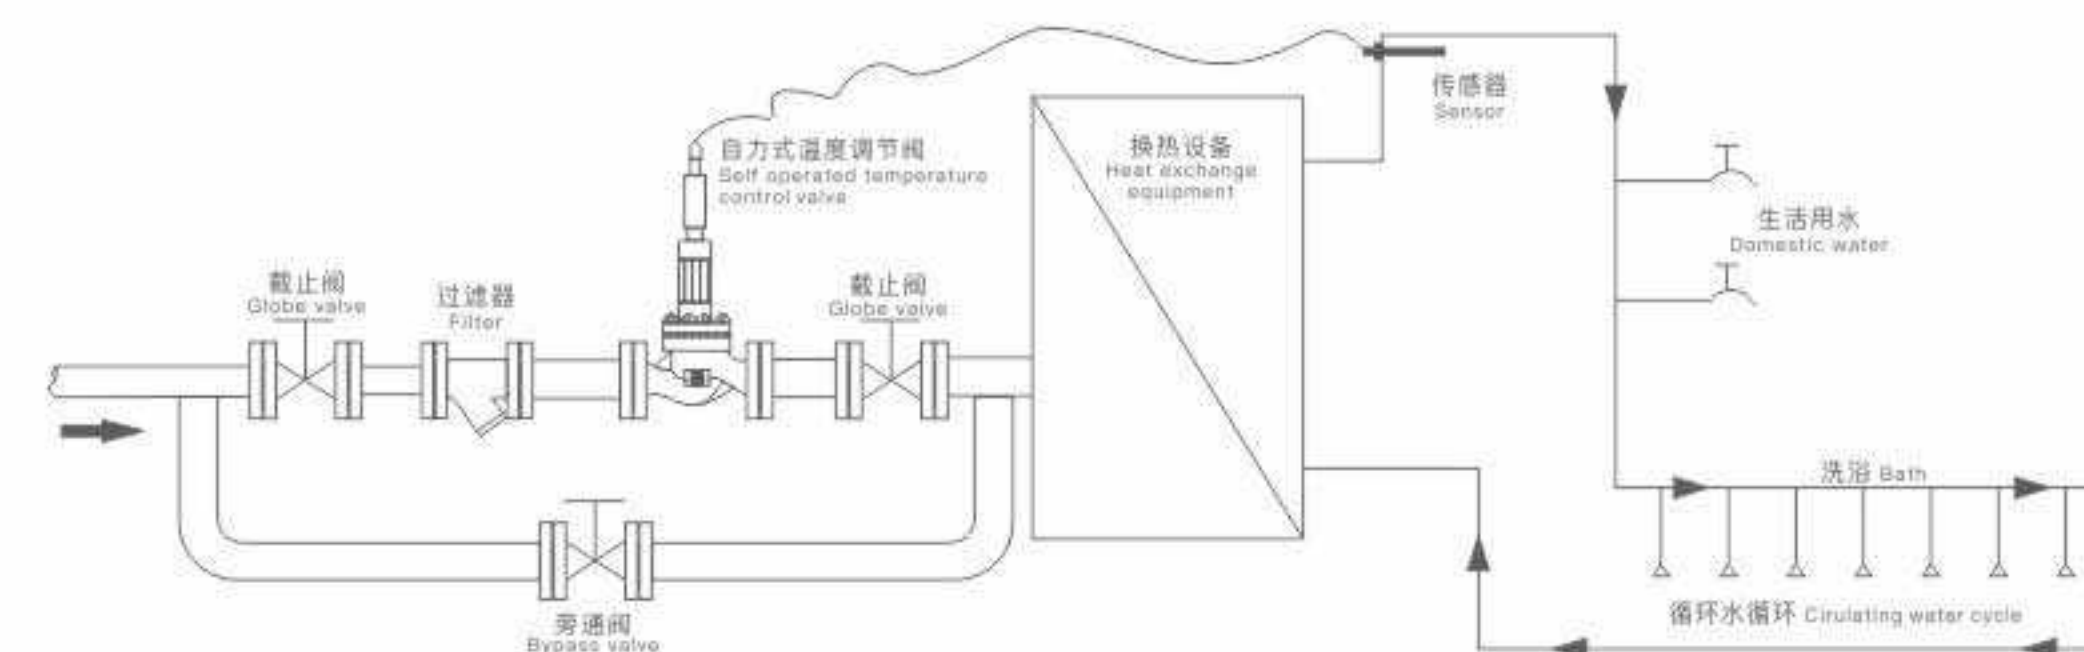 传感器
Sensor
自力式温度调节阀
Self operated temperature
control valve
换热设备
Heat exchange
equipment
生活用水
Domestic water
截止阀
Globe valve
过滤器
Filter
截止阀
Globe valve
洗浴 Bath
旁通阀
Bypass valve
循环水循环 Cirulating water cycle